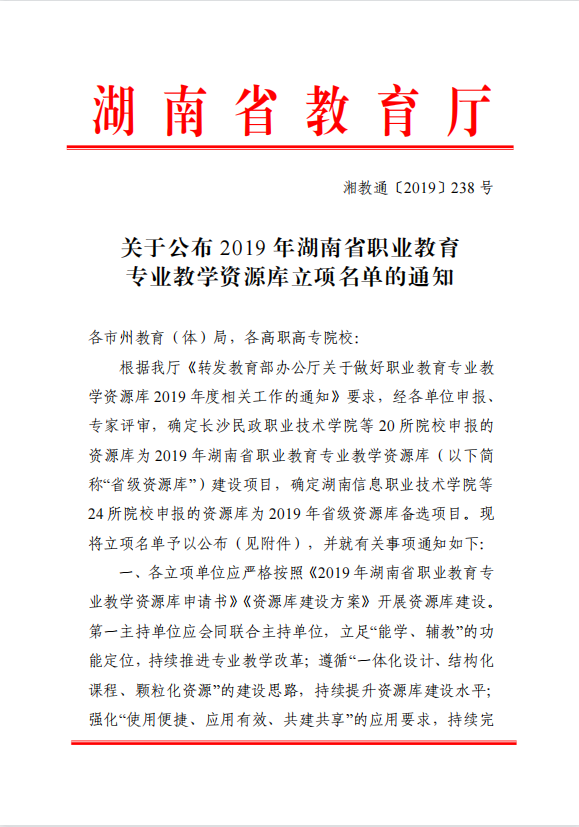 湖南省教育厅
湘教通〔2019〕238 号
关于公布 2019 年湖南省职业教育
专业教学资源库立项名单的通知
各市州教育（体）局，各高职高专院校：
根据我厅《转发教育部办公厅关于做好职业教育专业教
学资源库 2019 年度相关工作的通知》要求，经各单位申报、
专家评审，确定长沙民政职业技术学院等 20 所院校申报的
资源库为 2019 年湖南省职业教育专业教学资源库（以下简
称“省级资源库”）建设项目，确定湖南信息职业技术学院等
24 所院校申报的资源库为 2019 年省级资源库备选项目。现
将立项名单予以公布（见附件），并就有关事项通知如下：
一、各立项单位应严格按照《2019 年湖南省职业教育专
业教学资源库申请书》《资源库建设方案》开展资源库建设。
第一主持单位应会同联合主持单位，立足“能学、辅教”的功
能定位，持续推进专业教学改革；遵循“一体化设计、结构化
课程、颗粒化资源”的建设思路，持续提升资源库建设水平；
强化“使用便捷、应用有效、共建共享”的应用要求，持续完